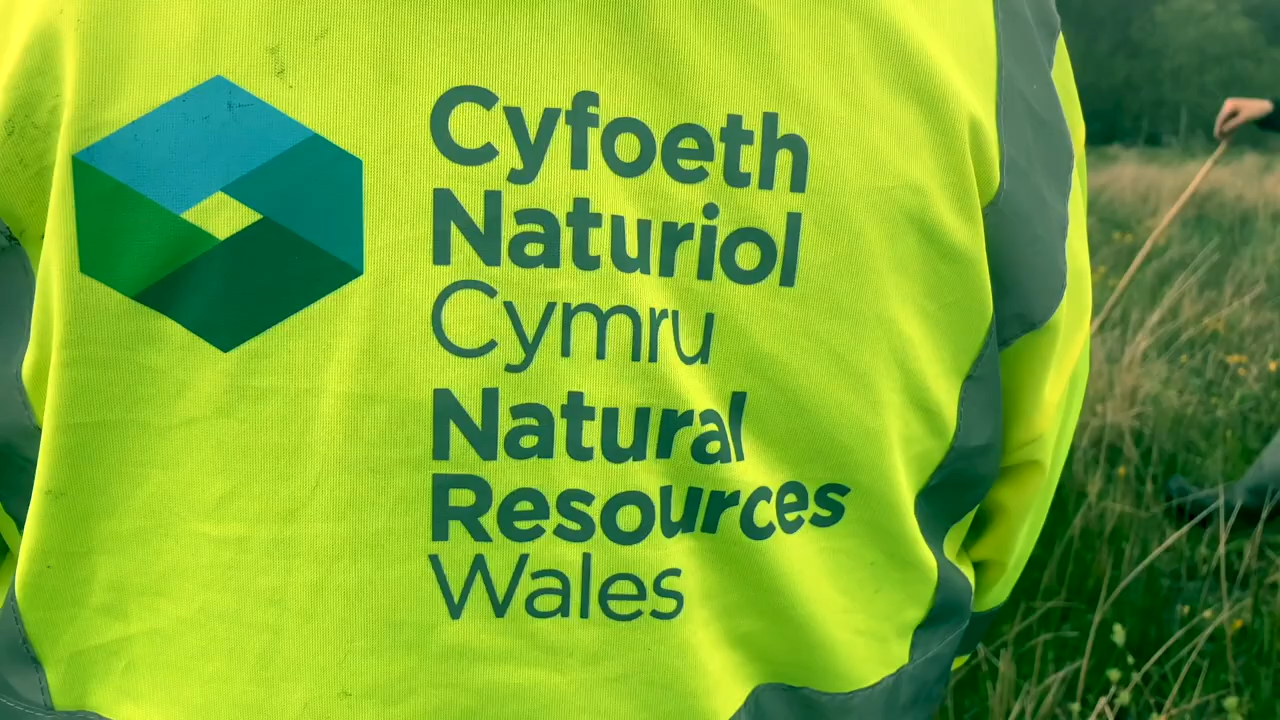 Cyfoeth
Naturiol
Cymru
Natural
Resources
Wales